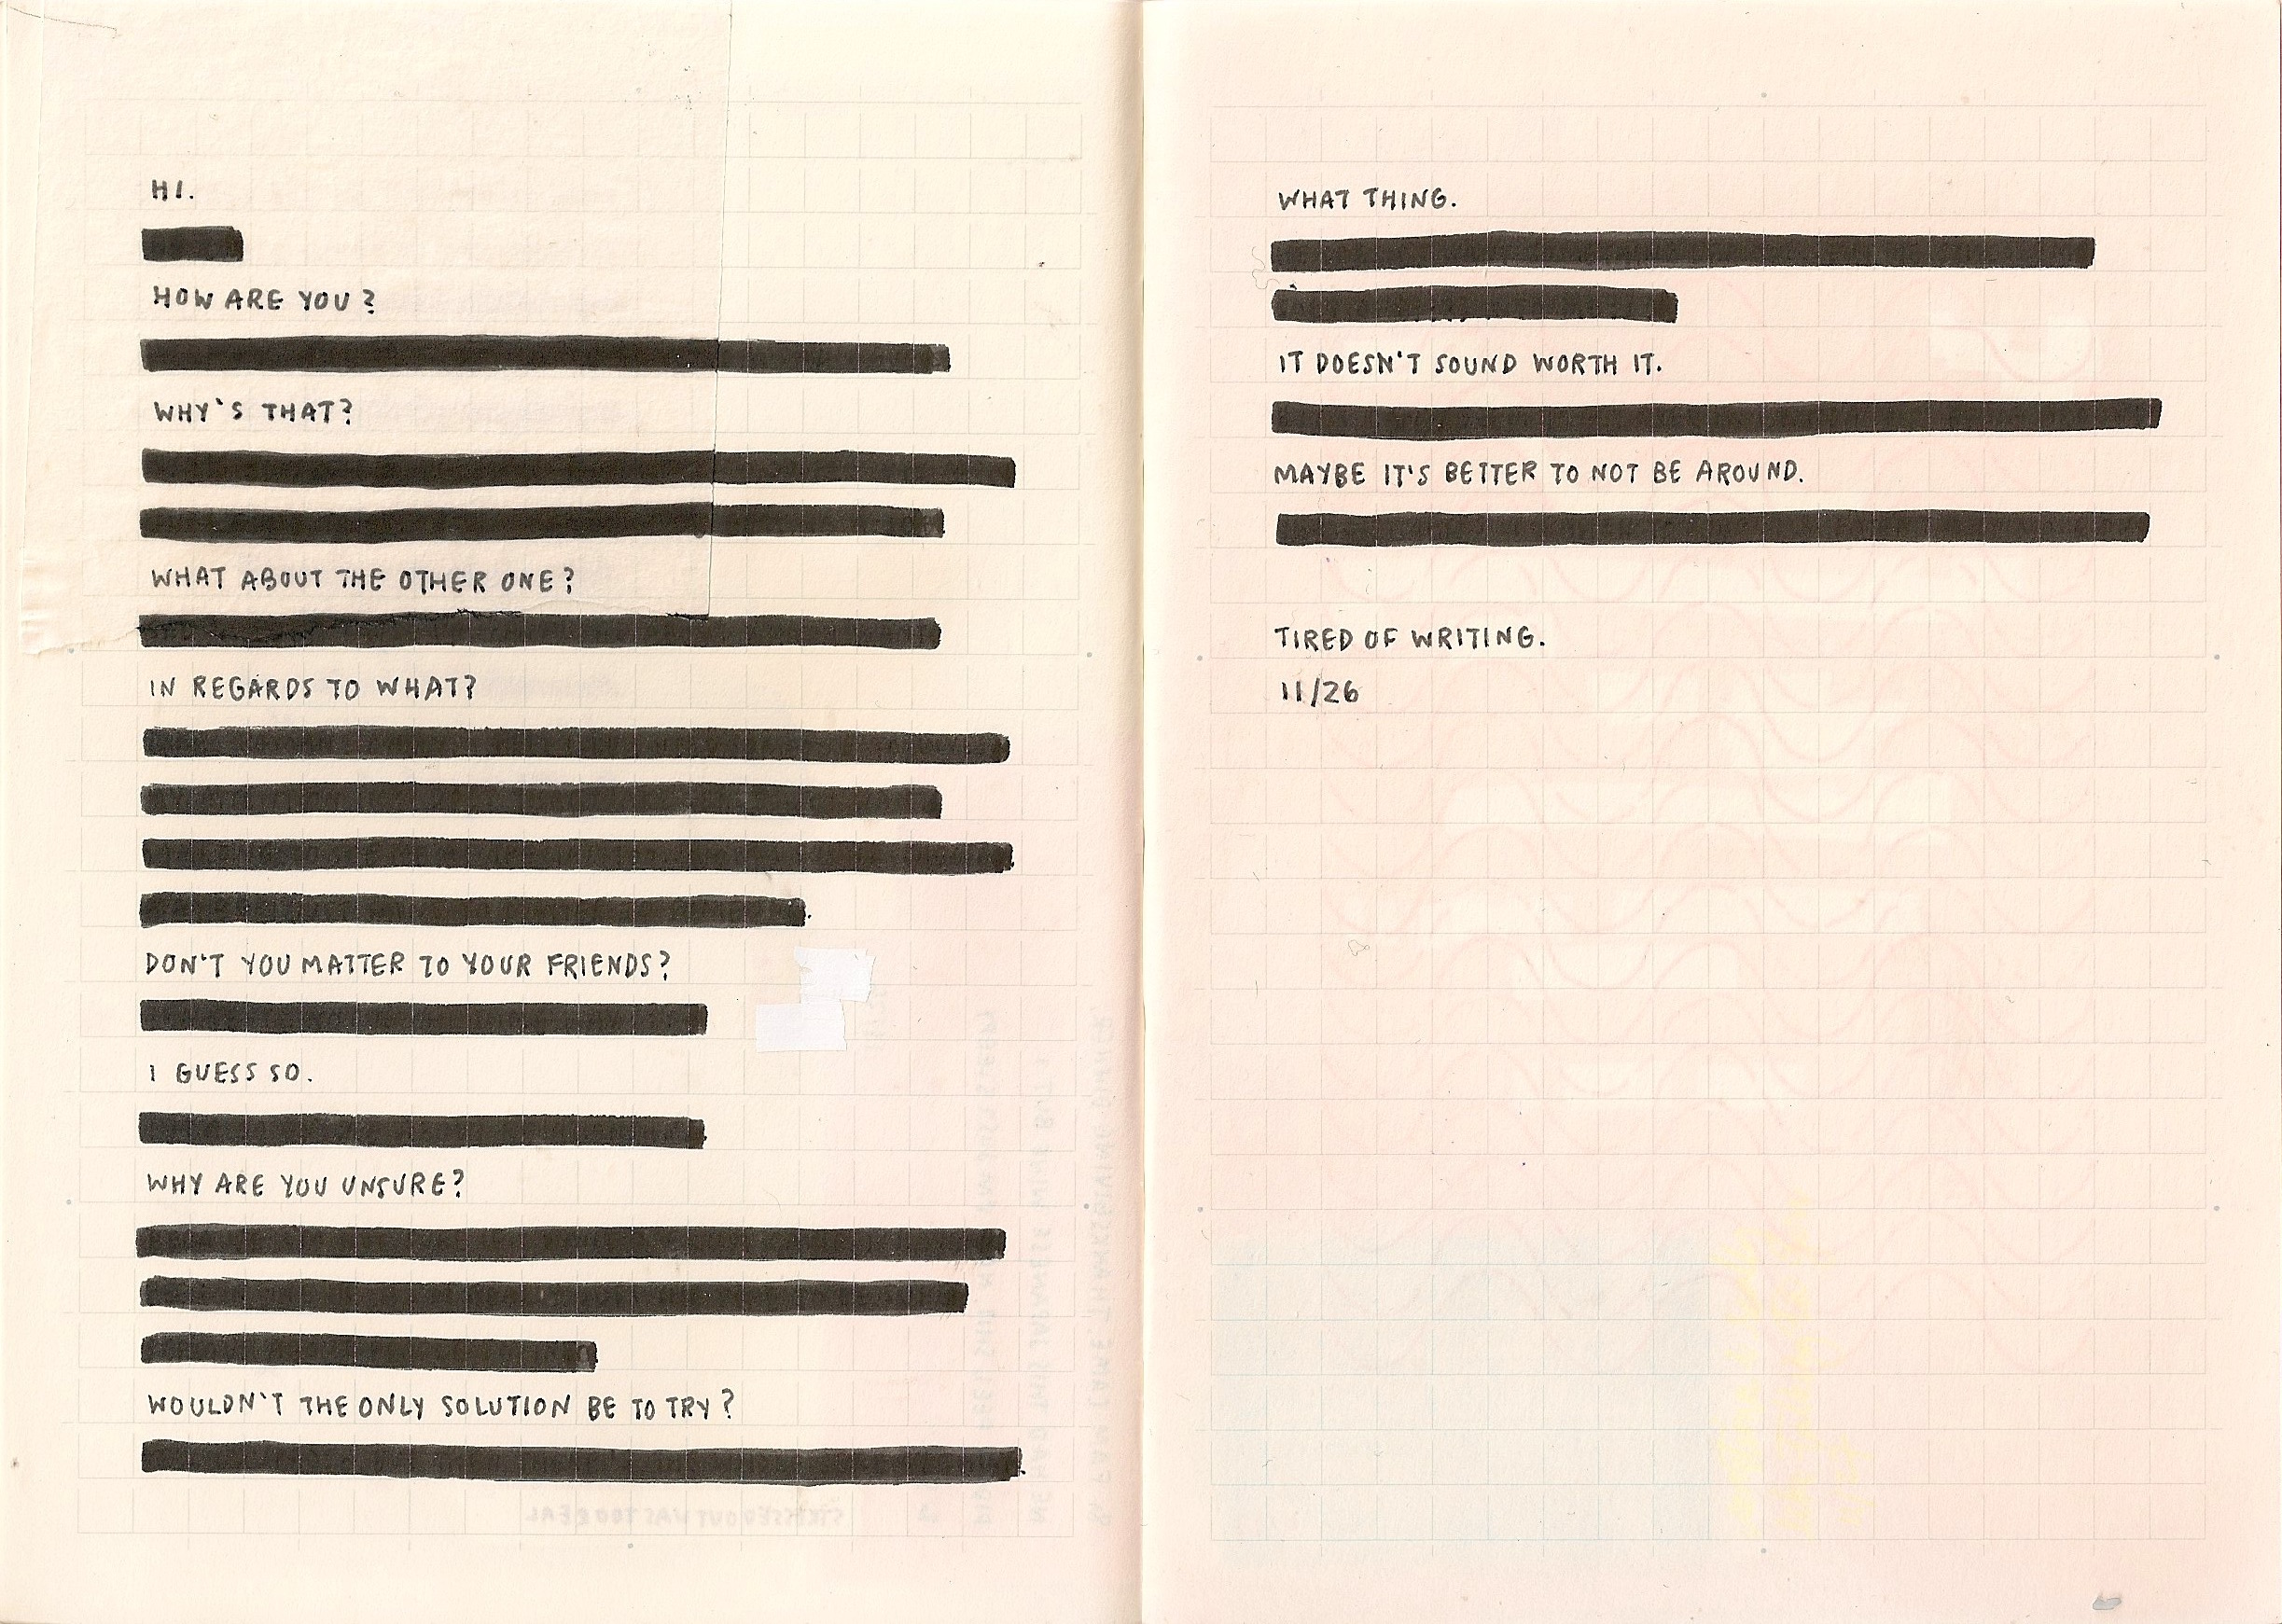 HI.
HOW ARE YOU?
WHY'S THAT?
WHAT ABOUT THE OTHER ONE?
IN REGARDS TO WHAT?
DON'T YOU MATTER TO YOUR FRIENDS?
I GUESS SO.
WHY ARE YOU UNSURE?
WOULDN'T THE ONLY SOLUTION BE TO TRY?
WHAT THING.
IT DOESN'T SOUND WORTH IT.
MAYBE IT'S BETTER TO NOT BE AROUND.
TIRED OF WRITING.
11/26